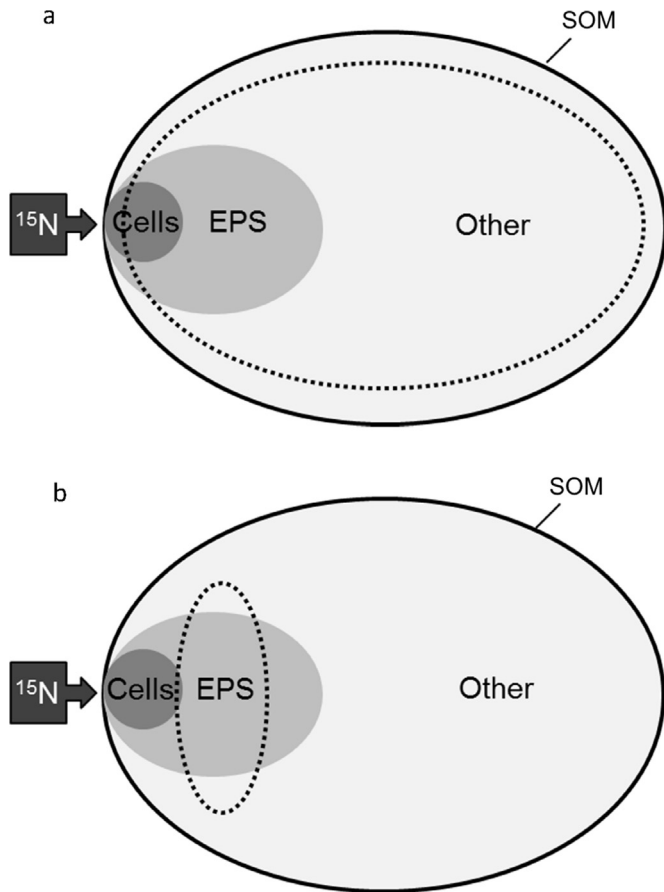 a
SOM
¹⁵N
Cells
EPS
Other
b
SOM
¹⁵N
Cells
EPS
Other